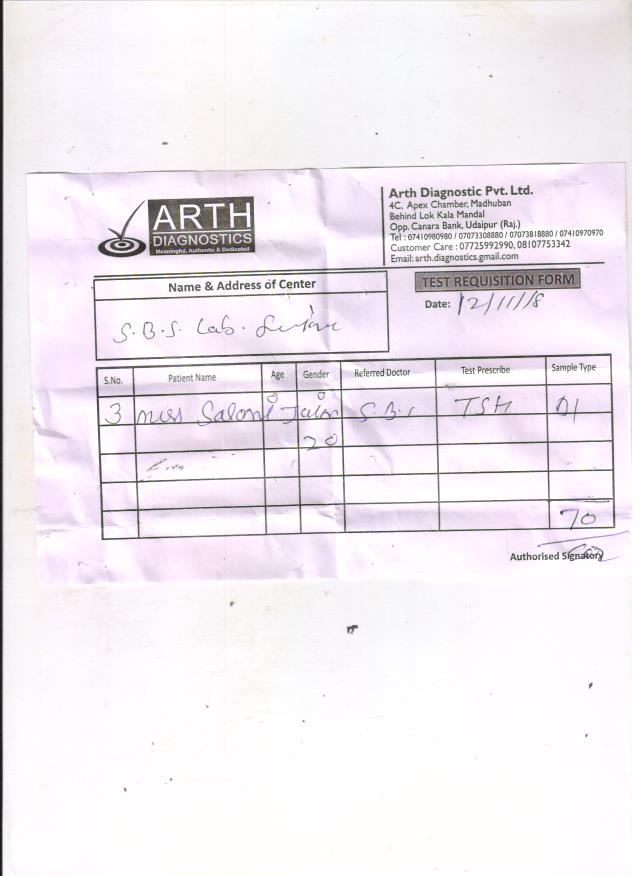 ARTH
DIAGNOSTICS
Meaningful, Authentic & Dedicated
Arth Diagnostic Pvt. Ltd.
4C, Apex Chamber, Madhuban
Behind Lok Kala Mandal
Opp. Canara Bank, Udaipur (Raj.)
Tel : 07410980980 / 07073308880 / 07073818880 / 07410970970
Customer Care : 07725992990, 08107753342
Email: arth.diagnostics.gmail.com
Name & Address of Center
S.B.S. Lab.
TEST REQUISITION FORM
Date: 12/11/18
S.No. Patient Name Age Gender Referred Doctor Test Prescribe Sample Type
3 Miss Saloni S.B.S TSH
20
70
Authorised Signatory